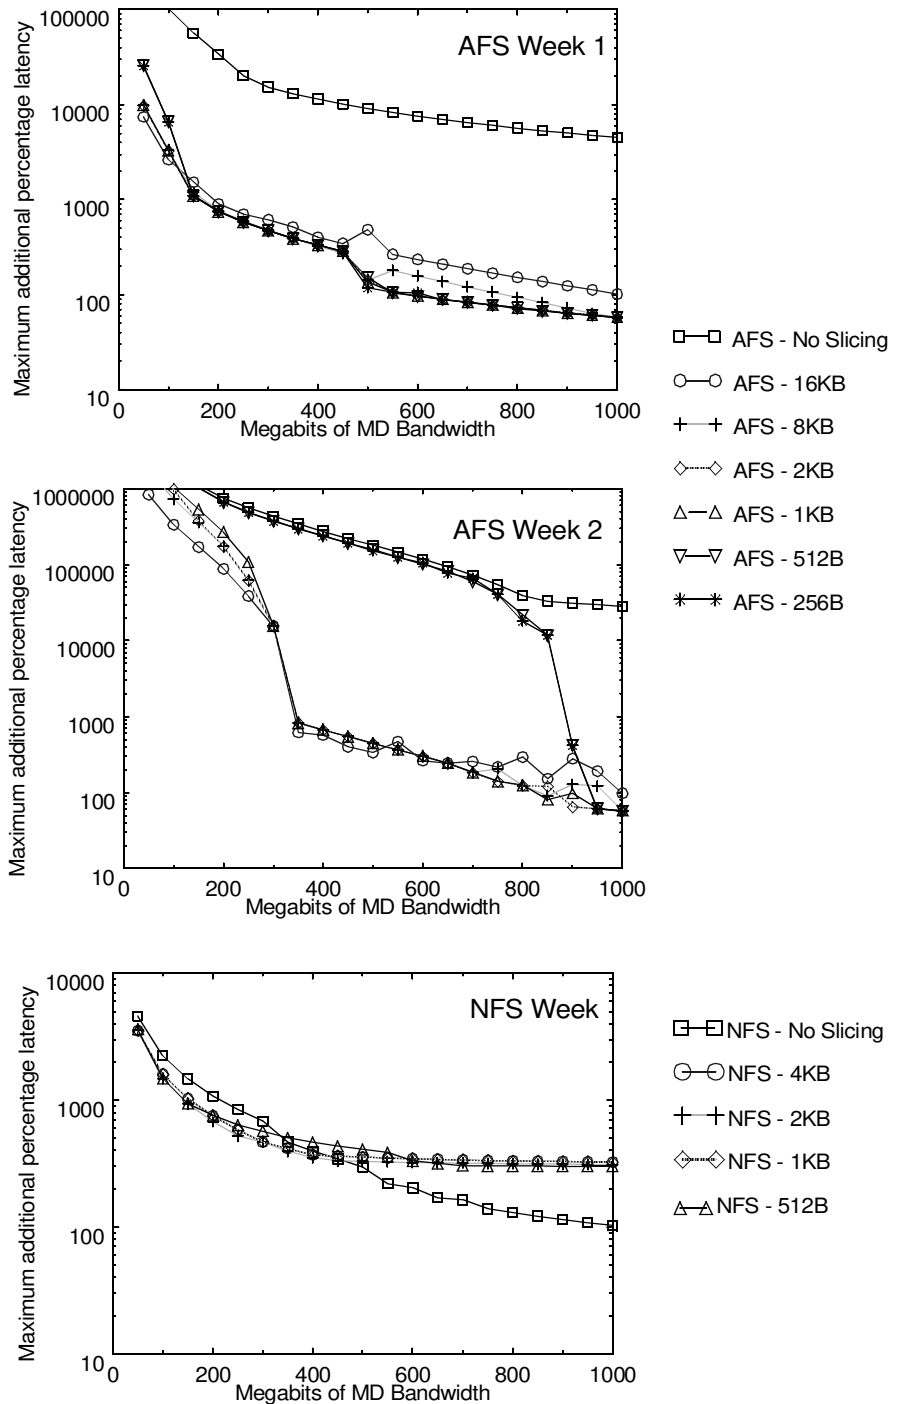 100000
10000
1000
100
10
Maximum additional percentage latency
AFS Week 1
0 200 400 600 800 1000
Megabits of MD Bandwidth
AFS - No Slicing
AFS - 16KB
AFS - 8KB
AFS - 2KB
AFS - 1KB
AFS - 512B
AFS - 256B
1000000
100000
10000
1000
100
10
Maximum additional percentage latency
AFS Week 2
0 200 400 600 800 1000
Megabits of MD Bandwidth
10000
1000
100
10
Maximum additional percentage latency
NFS Week
0 200 400 600 800 1000
Megabits of MD Bandwidth
NFS - No Slicing
NFS - 4KB
NFS - 2KB
NFS - 1KB
NFS - 512B